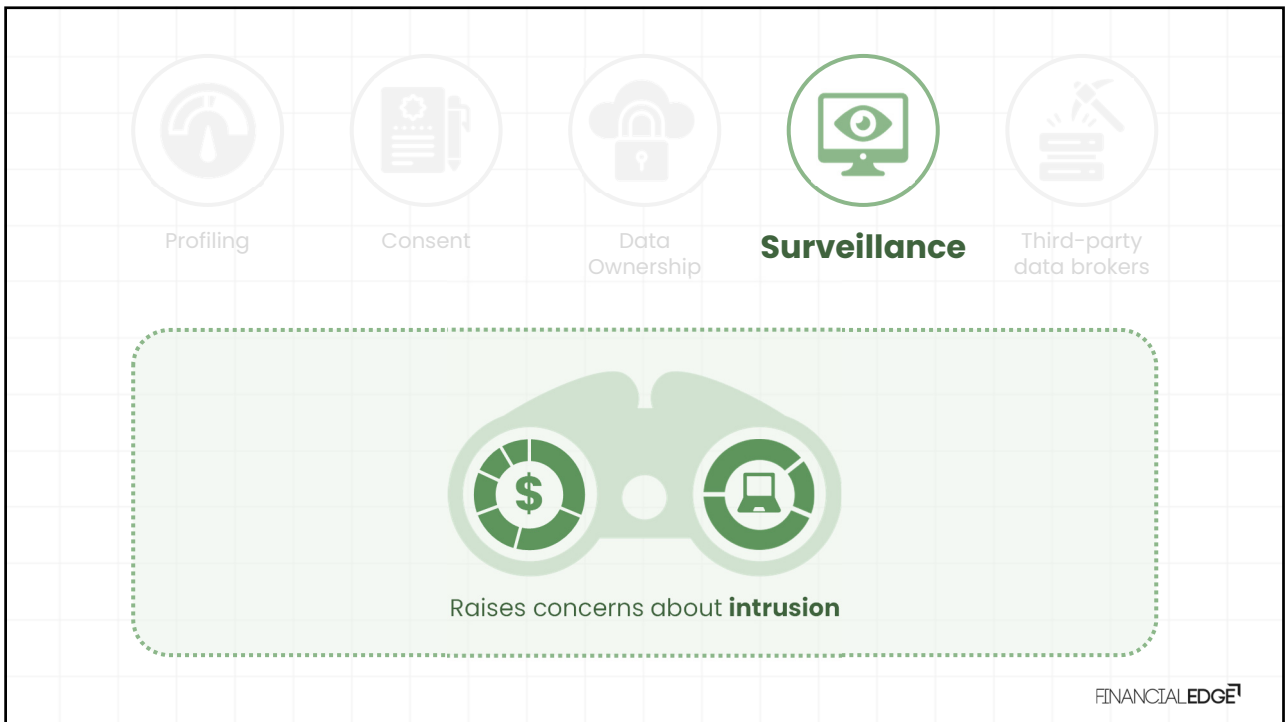 Profiling
Consent
Data
Ownership
Surveillance
Third-party
data brokers
$
Raises concerns about intrusion
FINANCIALEDGE